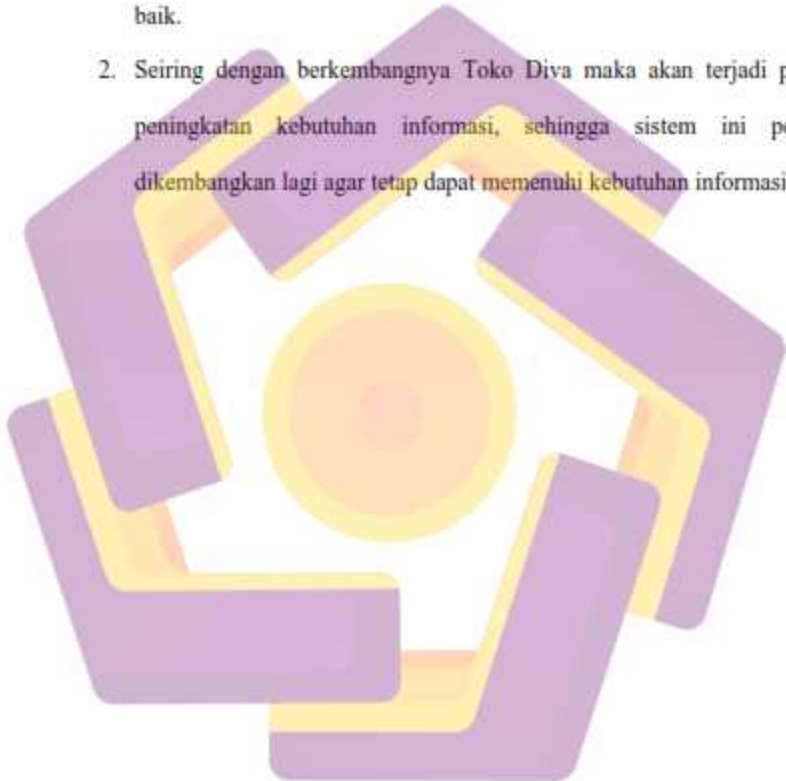 baik.
2. Seiring dengan berkembangnya Toko Diva maka akan terjadi
peningkatan kebutuhan informasi, sehingga sistem ini
dikembangkan lagi agar tetap dapat memenuhi kebutuhan informasi